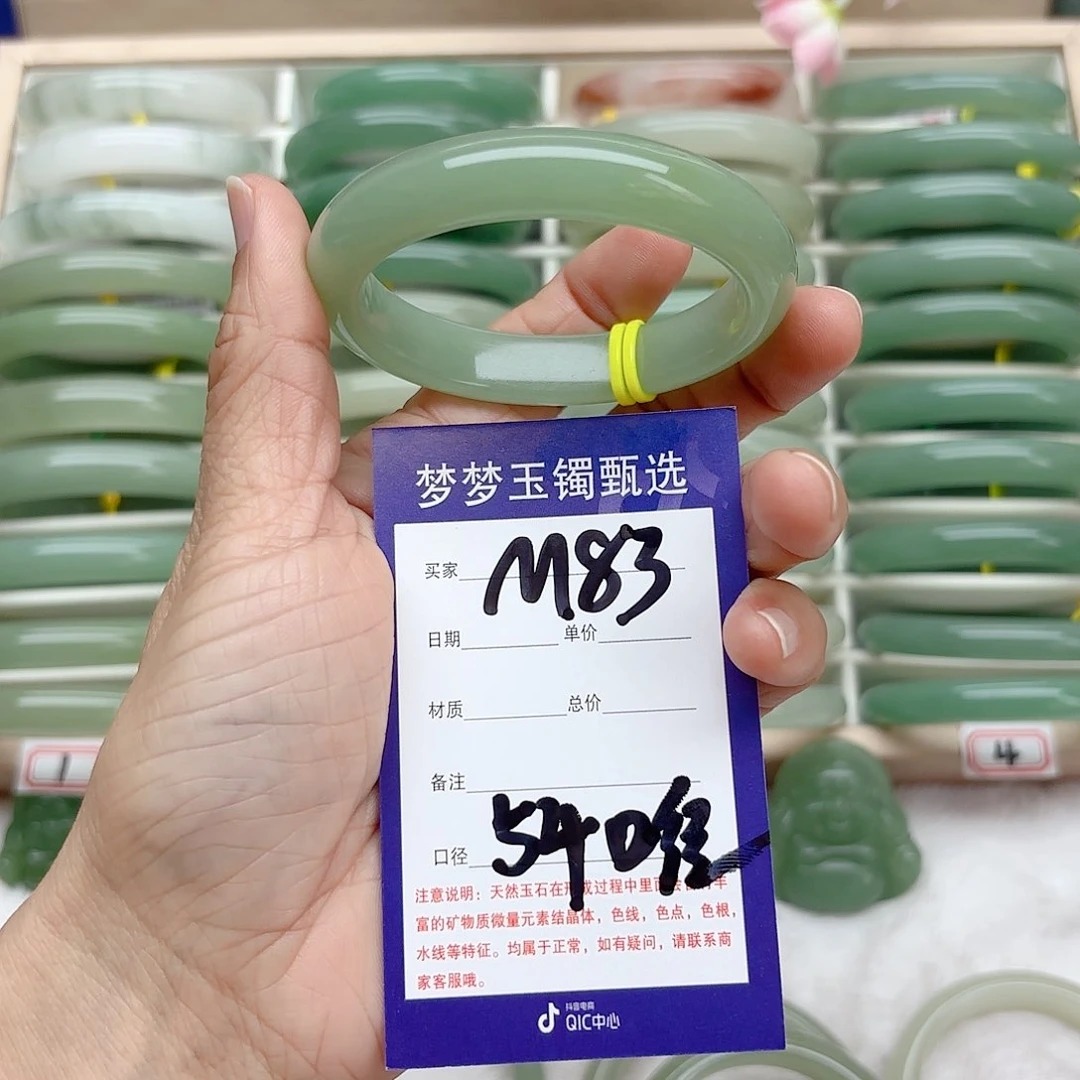 梦梦玉镯甄选
买家 M83
日期 单价
材质 总价
备注
口径 54口径
注意说明：天然玉石在形成过程中里面会
富的矿物质微量元素结晶体，色线，色点，色根，
水线等特征。均属于正常，如有疑问，请联系商
家客服哦。
抖音电商
QIC中心
1
4